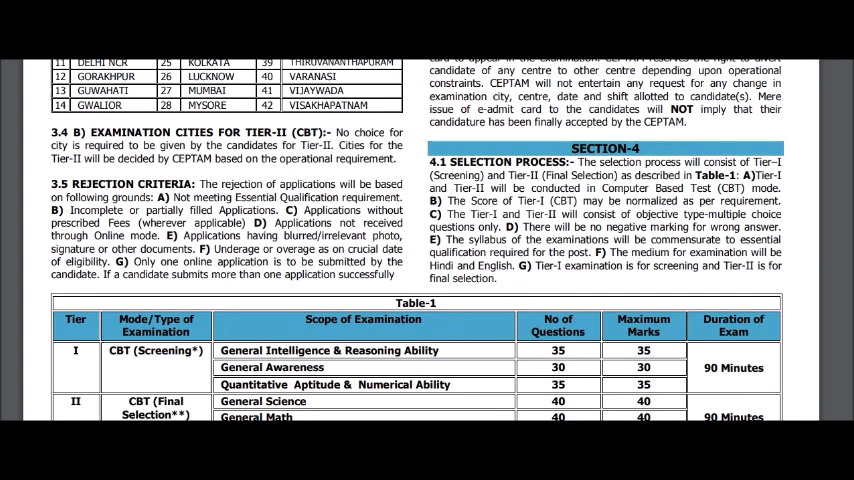 11 DELHI NCR 25 KOLKATA 39 THIRUVANANTHAPURAM
12 GORAKHPUR 26 LUCKNOW 40 VARANASI
13 GUWAHATI 27 MUMBAI 41 VIJAYWADA
14 GWALIOR 28 MYSORE 42 VISAKHAPATNAM
3.4 B) EXAMINATION CITIES FOR TIER-II (CBT):- No choice for
city is required to be given by the candidates for Tier-II. Cities for the
Tier-II will be decided by CEPTAM based on the operational requirement.
3.5 REJECTION CRITERIA: The rejection of applications will be based
on following grounds: A) Not meeting Essential Qualification requirement.
B) Incomplete or partially filled Applications. C) Applications without
prescribed Fees (wherever applicable) D) Applications not received
through Online mode. E) Applications having blurred/irrelevant photo,
signature or other documents. F) Underage or overage as on crucial date
of eligibility. G) Only one online application is to be submitted by the
candidate. If a candidate submits more than one application successfully
card to appear in the examination. CEPTAM reserves the right to divert
candidate of any centre to other centre depending upon operational
constraints. CEPTAM will not entertain any request for any change in
examination city, centre, date and shift allotted to candidate(s). Mere
issue of e-admit card to the candidates will NOT imply that their
candidature has been finally accepted by the CEPTAM.
SECTION-4
4.1 SELECTION PROCESS:- The selection process will consist of Tier–I
(Screening) and Tier-II (Final Selection) as described in Table-1: A)Tier-I
and Tier-II will be conducted in Computer Based Test (CBT) mode.
B) The Score of Tier-I (CBT) may be normalized as per requirement.
C) The Tier-I and Tier-II will consist of objective type-multiple choice
questions only. D) There will be no negative marking for wrong answer.
E) The syllabus of the examinations will be commensurate to essential
qualification required for the post. F) The medium for examination will be
Hindi and English. G) Tier-I examination is for screening and Tier-II is for
final selection.
Table-1
Tier Mode/Type of Examination Scope of Examination No of Questions Maximum Marks Duration of Exam
I CBT (Screening*) General Intelligence & Reasoning Ability 35 35
General Awareness 30 30 90 Minutes
Quantitative Aptitude & Numerical Ability 35 35
II CBT (Final Selection**) General Science 40 40
General Math 40 40 90 Minutes